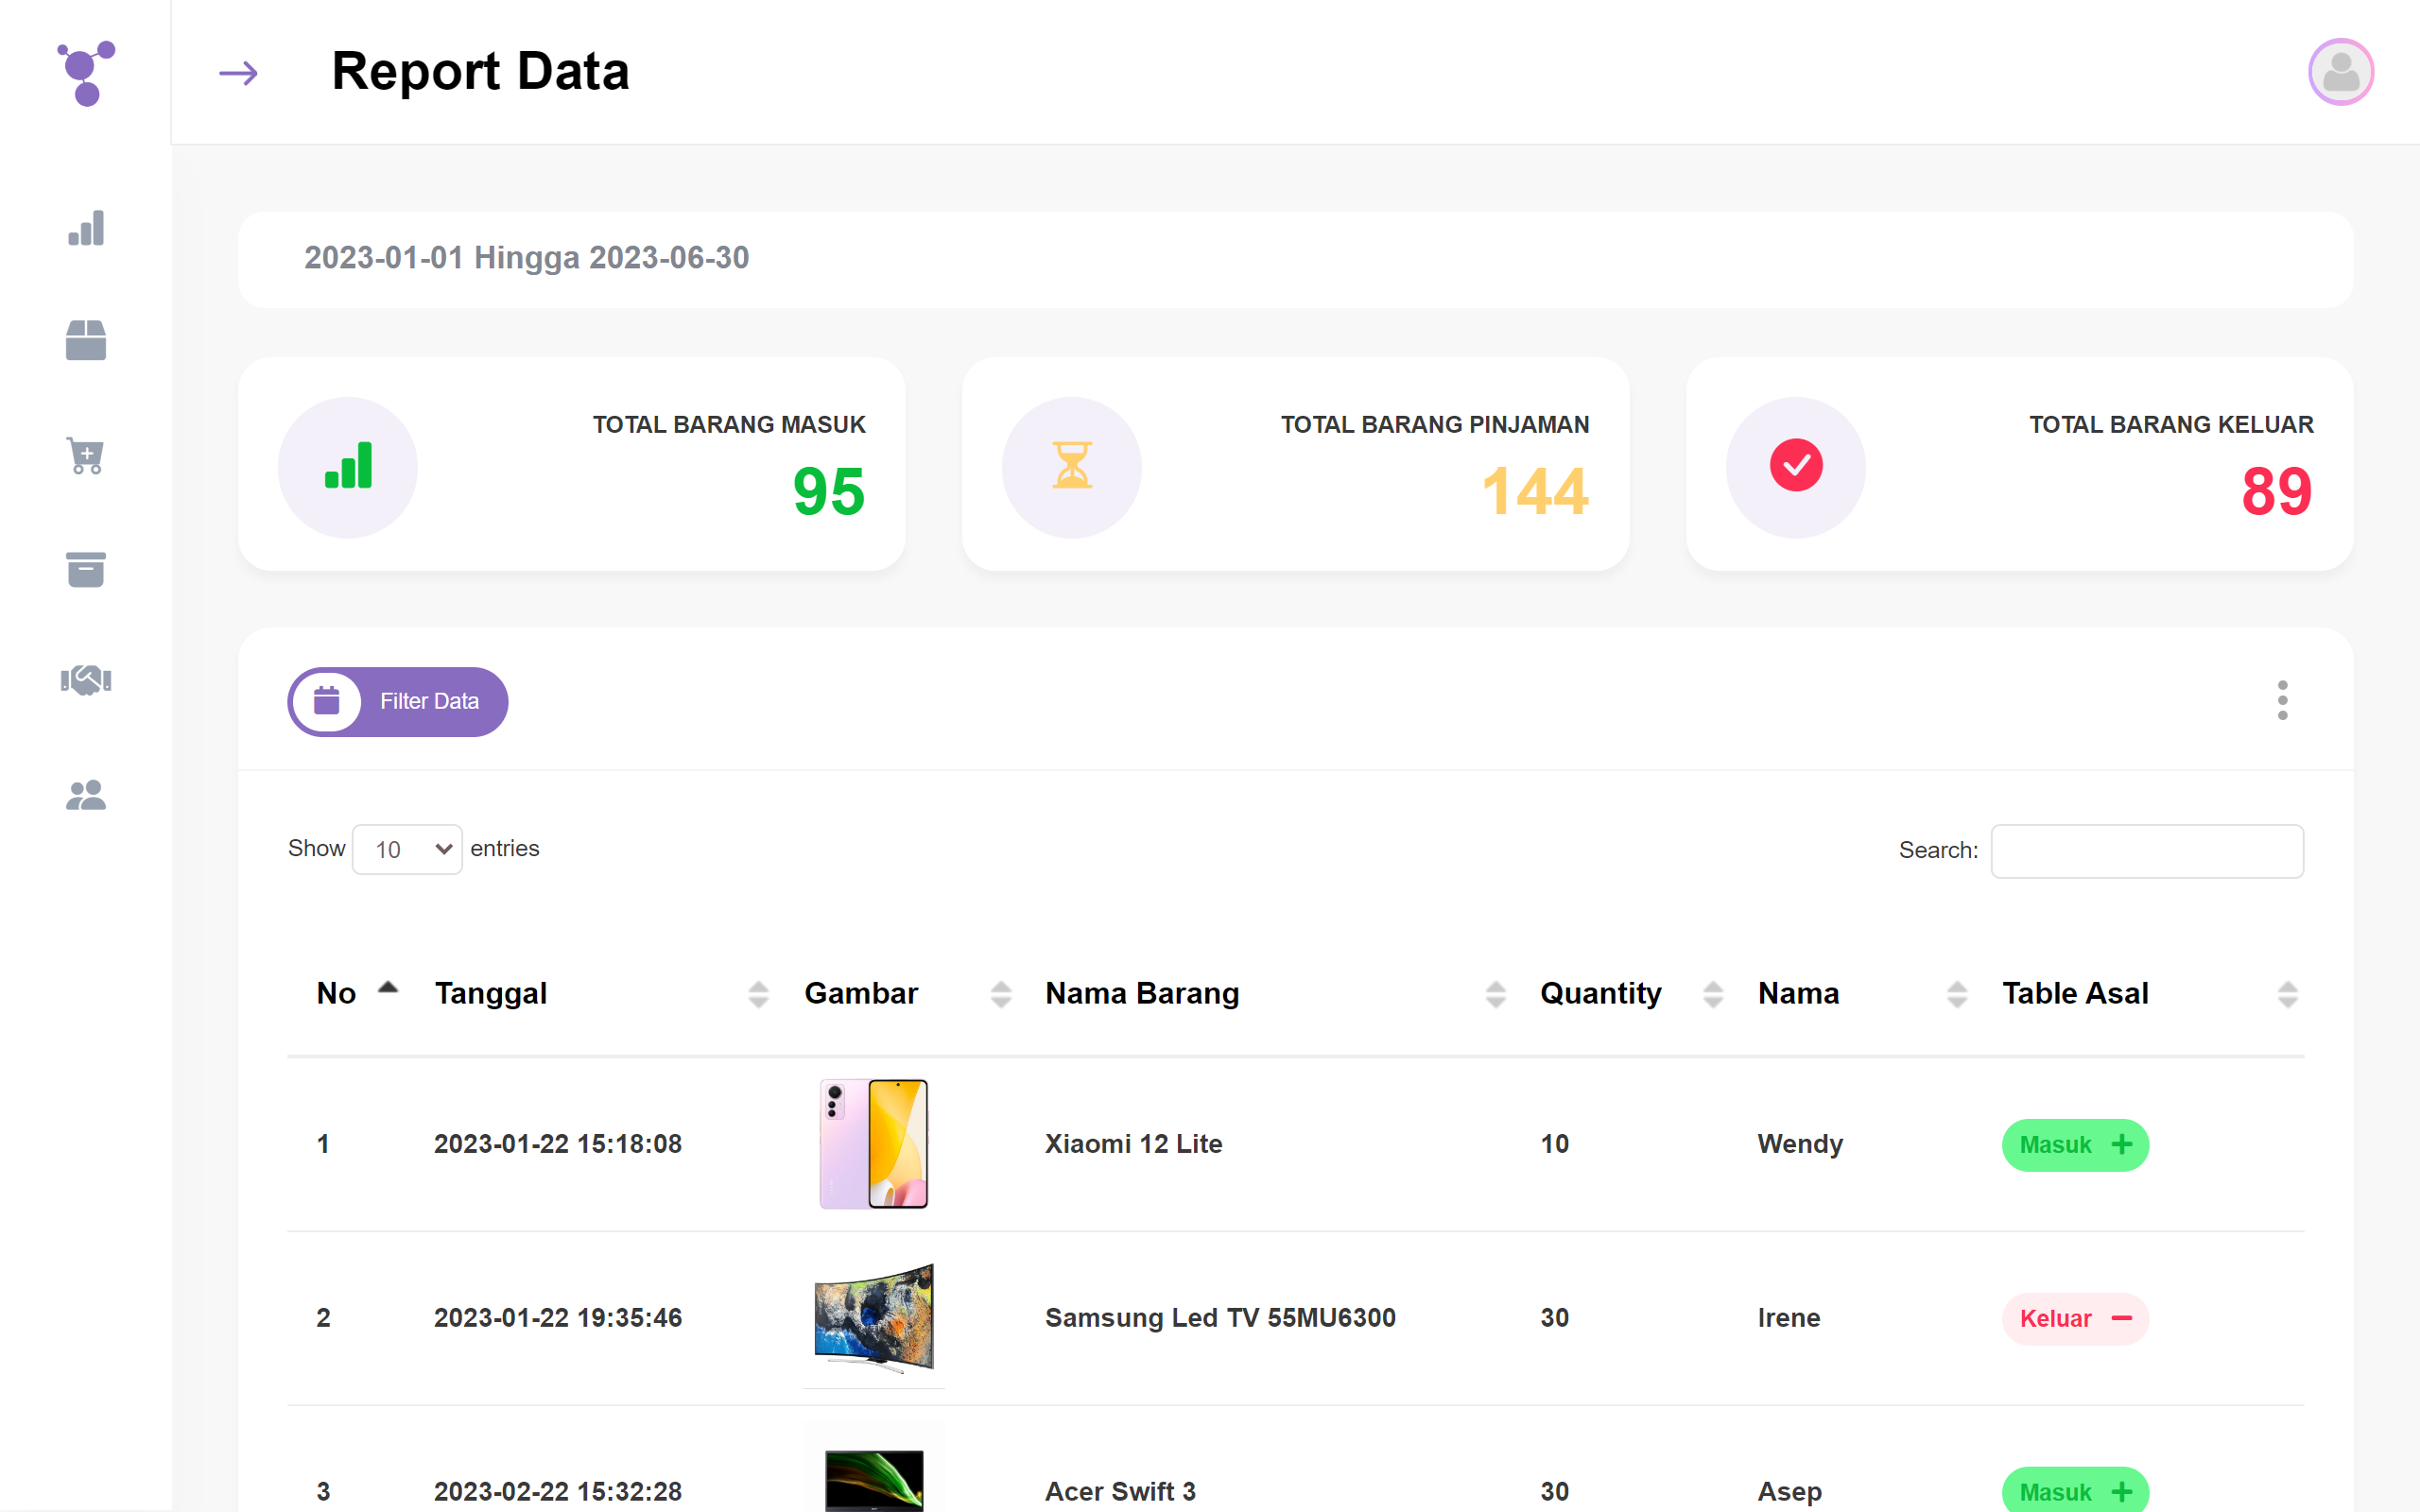 Report Data
2023-01-01 Hingga 2023-06-30
TOTAL BARANG MASUK
95
TOTAL BARANG PINJAMAN
144
TOTAL BARANG KELUAR
89
Filter Data
Show 10 entries
Search:
No Tanggal Gambar Nama Barang Quantity Nama Table Asal
1 2023-01-22 15:18:08 Xiaomi 12 Lite 10 Wendy Masuk
2 2023-01-22 19:35:46 Samsung Led TV 55MU6300 30 Irene Keluar
3 2023-02-22 15:32:28 Acer Swift 3 30 Asep Masuk